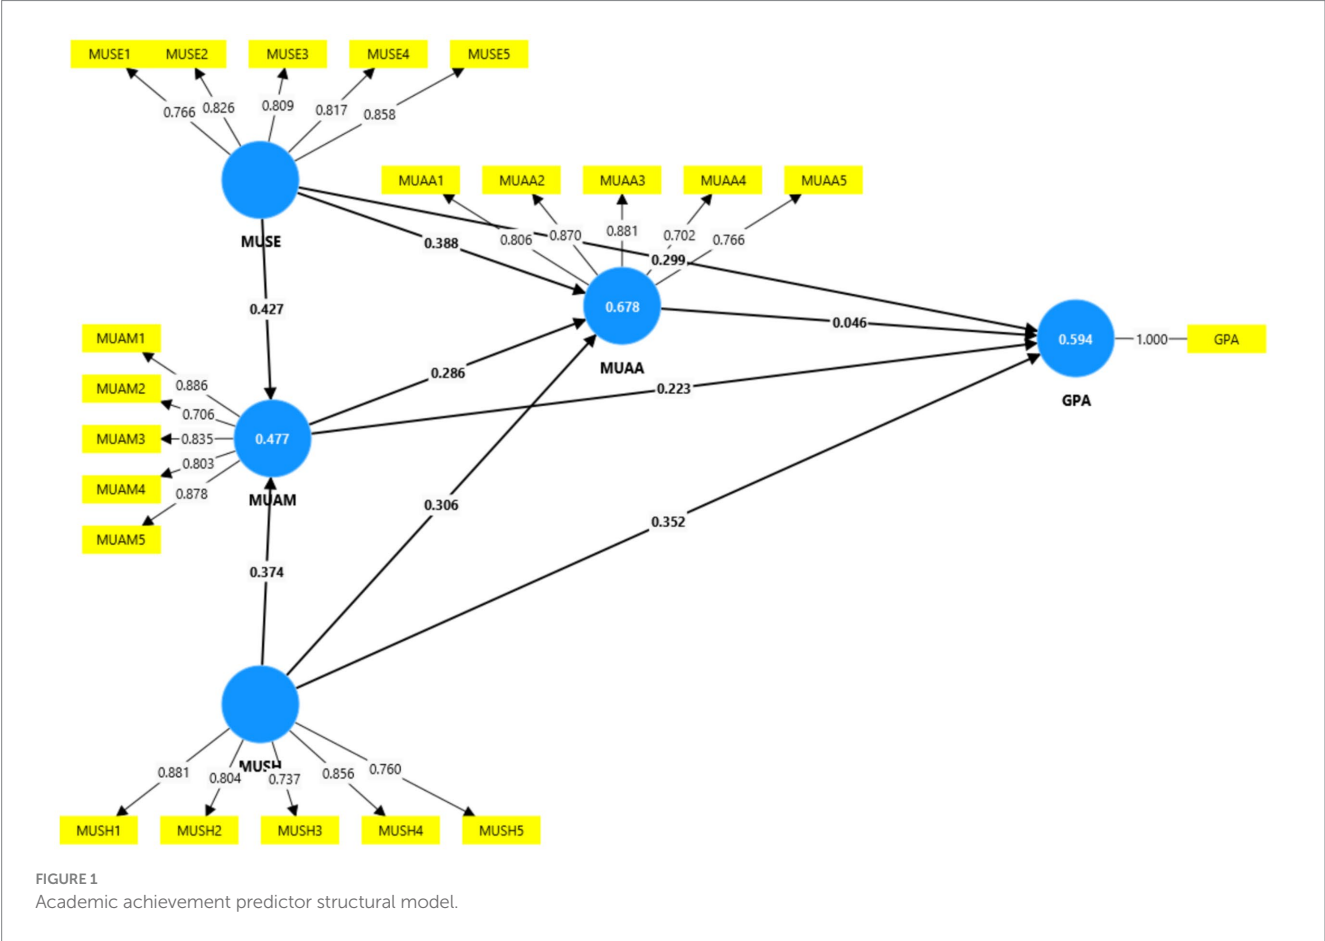 MUSE1 MUSE2 MUSE3 MUSE4 MUSE5
0.766 0.826 0.809 0.817 0.858
MUAA1 MUAA2 MUAA3 MUAA4 MUAA5
0.806 0.870 0.881 0.702 0.766
MUSE
0.388
0.299
0.427
0.678
0.046
MUAA
0.594
1.000
GPA
GPA
MUAM1
MUAM2
MUAM3
MUAM4
MUAM5
0.886
0.706
0.835
0.803
0.878
0.477
MUAM
0.286
0.223
0.306
0.352
0.374
MUSH
0.881 0.804 0.737 0.856 0.760
MUSH1 MUSH2 MUSH3 MUSH4 MUSH5
FIGURE 1
Academic achievement predictor structural model.